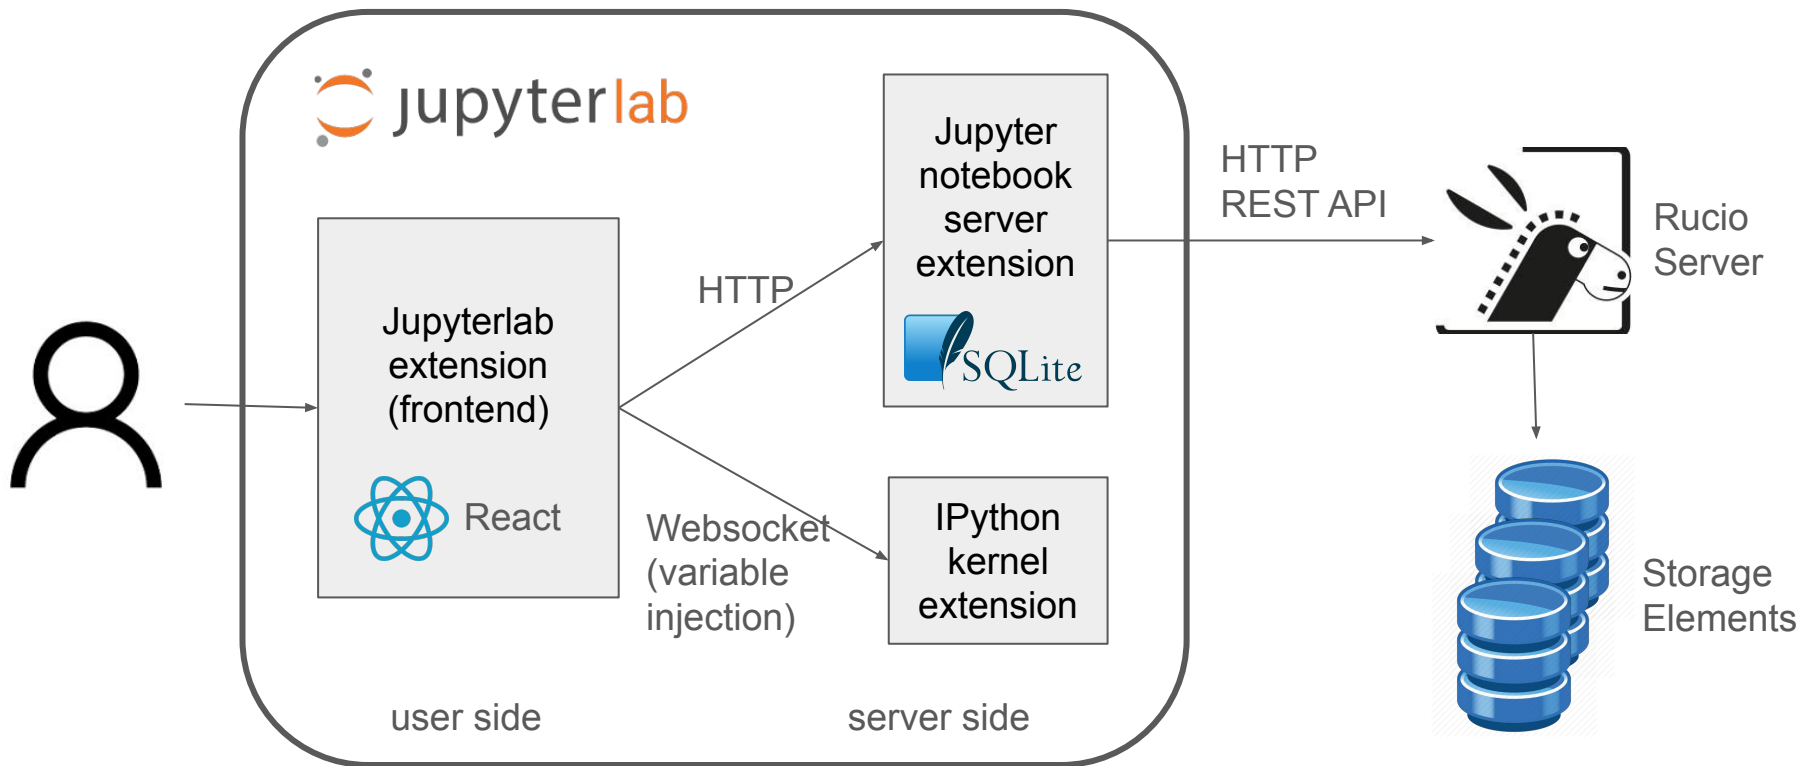 jupyterlab
Jupyter
notebook
server
extension
SQLite
HTTP
REST API
Rucio
Server
HTTP
Jupyterlab
extension
(frontend)
React
Websocket
(variable
injection)
IPython
kernel
extension
Storage
Elements
user side
server side